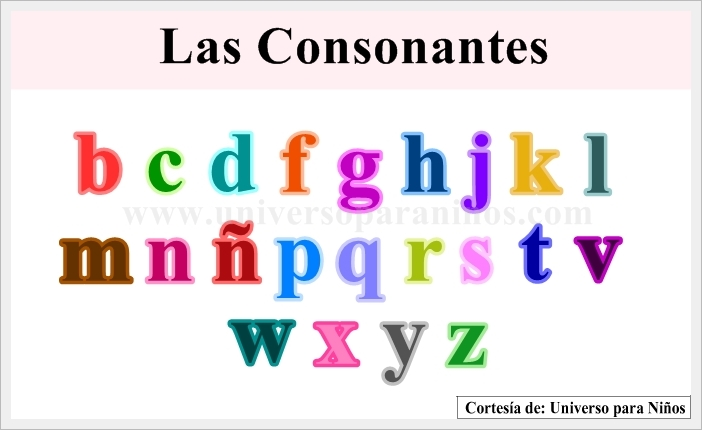 Las Consonantes
b c d f g h j k l
www.universoparaninos.com
m n ñ p q r s t v
w x y z
Cortesía de: Universo para Niños